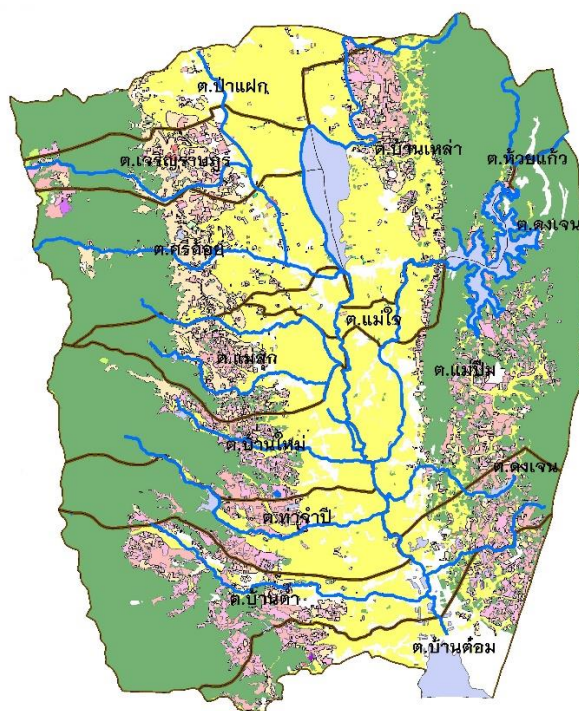 ต.ป่าแฝก
ต.บ้านเหล่า
ต.เจริญราษฎร์
ต.ห้วยแก้ว
ต.ดงเจน
ต.ศรีถ้อย
ต.แม่ใจ
ต.แม่สุก
ต.แม่ปืม
ต.บ้านใหม่
ต.ดงเจน
ต.ท่าจำปี
ต.บ้านต๋ำ
ต.บ้านต๋อม